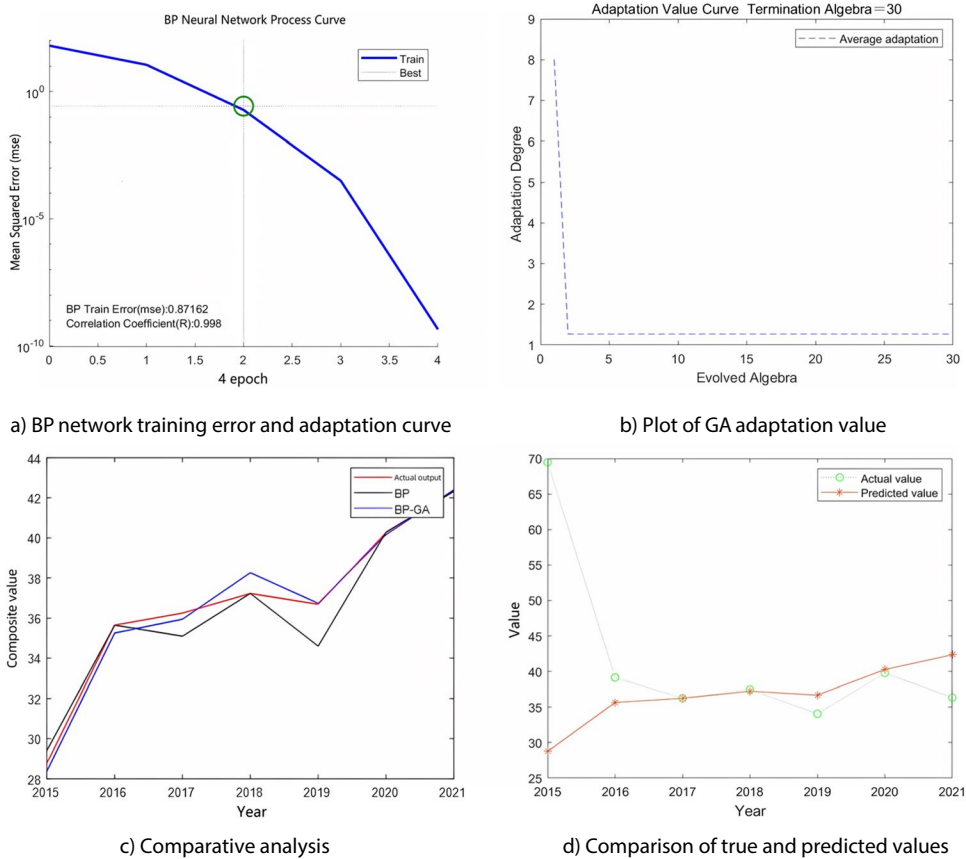 BP Neural Network Process Curve
Train
Best
10^0
10^-5
10^-10
Mean Squared Error (mse)
BP Train Error(mse):0.87162
Correlation Coefficient(R):0.998
0 0.5 1 1.5 2 2.5 3 3.5 4
4 epoch
a) BP network training error and adaptation curve
Adaptation Value Curve Termination Algebra=30
Average adaptation
9
8
7
6
5
4
3
2
1
Adaptation Degree
0 5 10 15 20 25 30
Evolved Algebra
b) Plot of GA adaptation value
44
42
40
38
36
34
32
30
28
Composite value
Actual output
BP
BP-GA
2015 2016 2017 2018 2019 2020 2021
Year
c) Comparative analysis
70
65
60
55
50
45
40
35
30
25
Value
Actual value
Predicted value
2015 2016 2017 2018 2019 2020 2021
Year
d) Comparison of true and predicted values